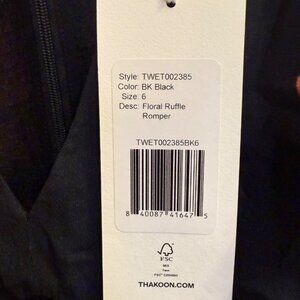 Style: TWET002385
Color: BK Black
Size: 6
Desc: Floral Ruffle
Romper
TWET002385BK6
8 40087 41647 5
FSC
MIX
THAKOON.COM